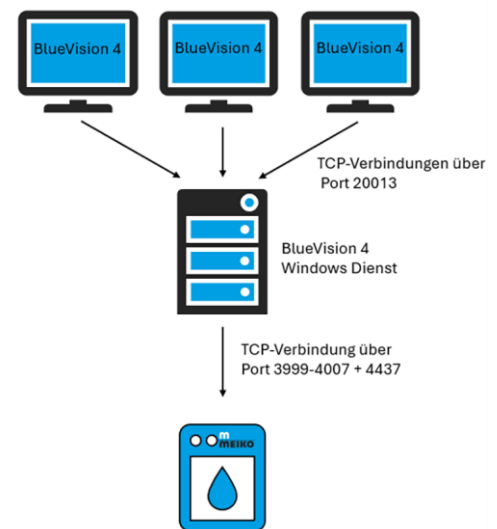 BlueVision 4
BlueVision 4
BlueVision 4
TCP-Verbindungen über
Port 20013
BlueVision 4
Windows Dienst
TCP-Verbindung über
Port 3999-4007 + 4437
m
MEIKO